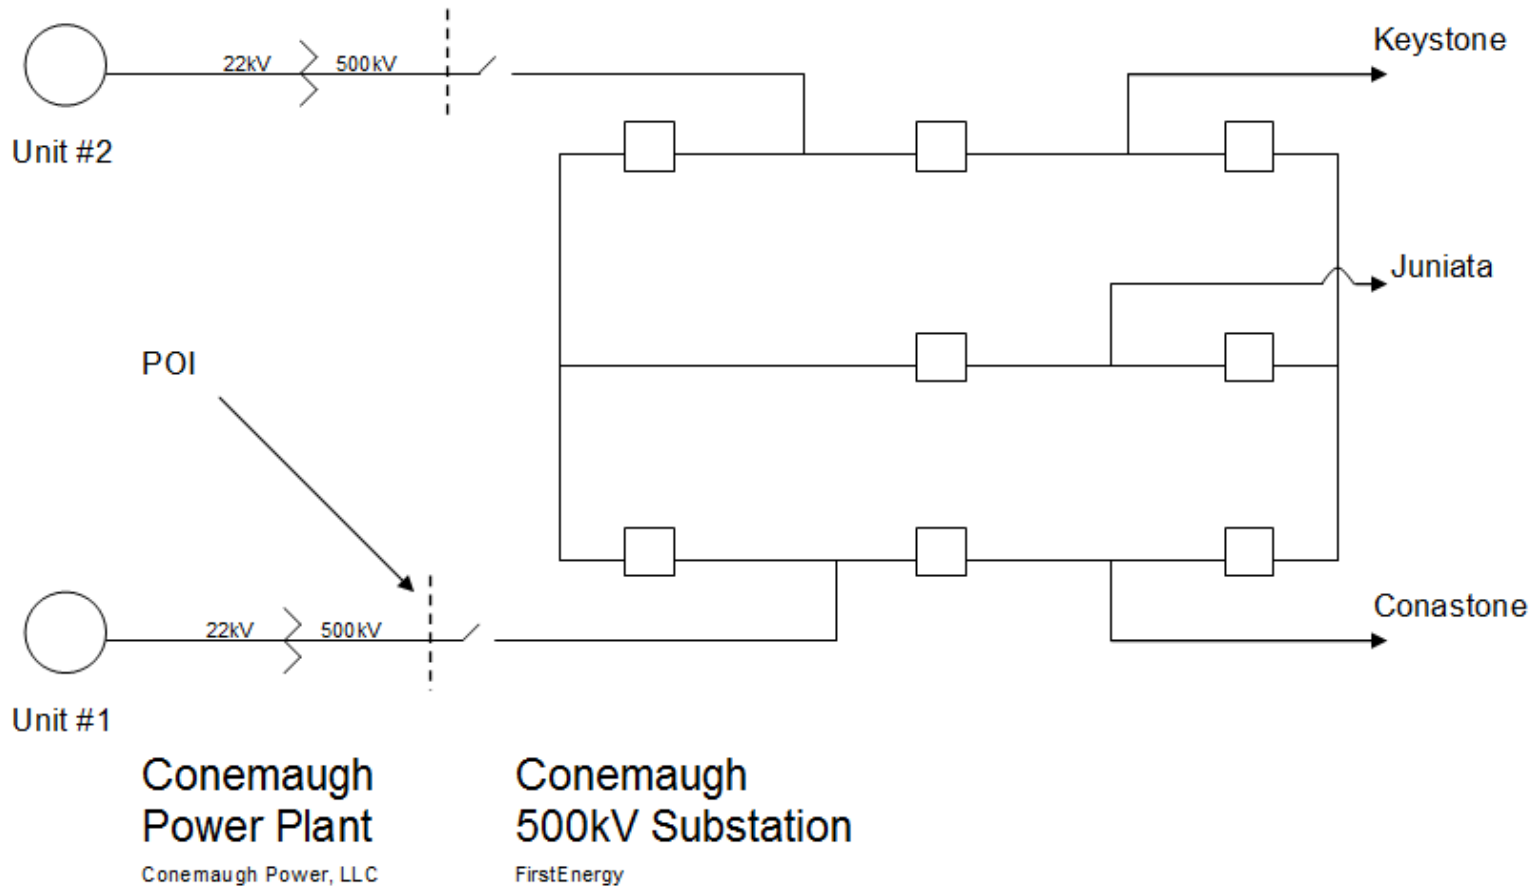 Keystone
22kV
500kV
Unit #2
Juniata
POI
Conastone
22kV
500kV
Unit #1
Conemaugh
Power Plant
Conemaugh Power, LLC
Conemaugh
500kV Substation
FirstEnergy